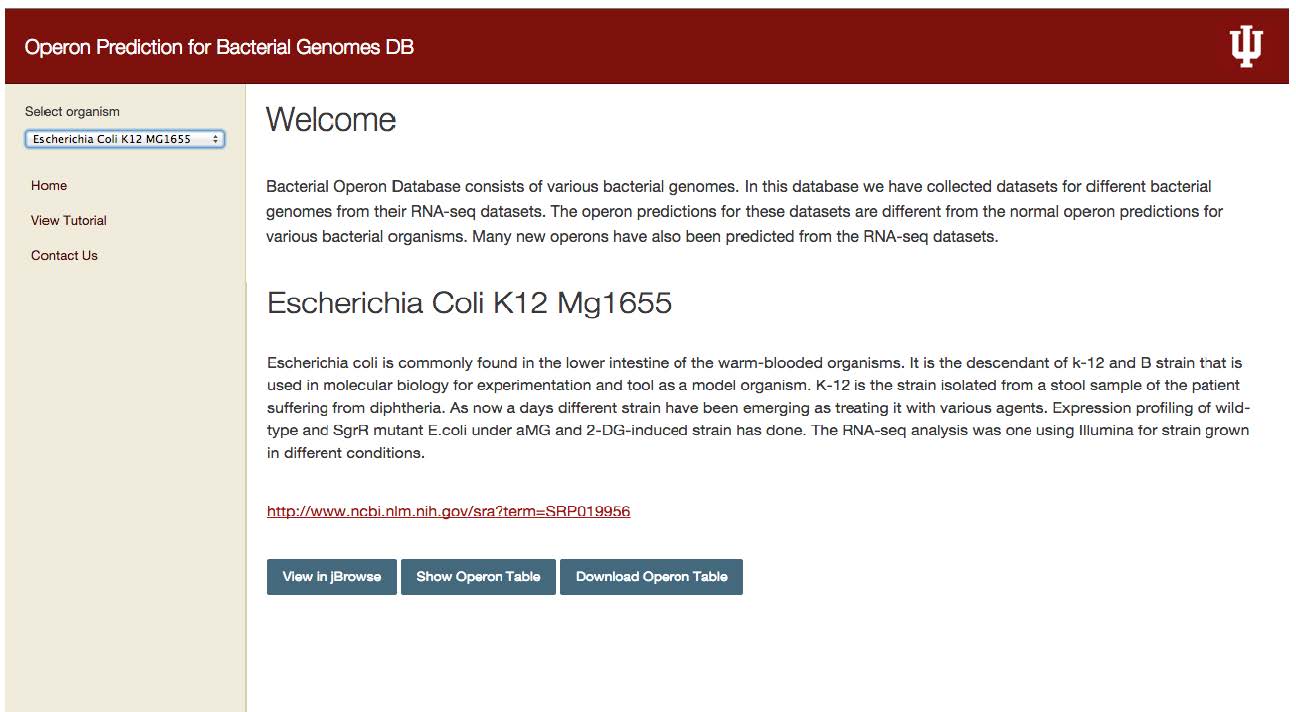 Operon Prediction for Bacterial Genomes DB
Select organism
Escherichia Coli K12 MG1655
Home
View Tutorial
Contact Us
Welcome
Bacterial Operon Database consists of various bacterial genomes. In this database we have collected datasets for different bacterial
genomes from their RNA-seq datasets. The operon predictions for these datasets are different from the normal operon predictions for
various bacterial organisms. Many new operons have also been predicted from the RNA-seq datasets.
Escherichia Coli K12 Mg1655
Escherichia coli is commonly found in the lower intestine of the warm-blooded organisms. It is the descendant of k-12 and B strain that is
used in molecular biology for experimentation and tool as a model organism. K-12 is the strain isolated from a stool sample of the patient
suffering from diphtheria. As now a days different strain have been emerging as treating it with various agents. Expression profiling of wild-
type and SgrR mutant E.coli under aMG and 2-DG-induced strain has done. The RNA-seq analysis was one using Illumina for strain grown
in different conditions.
http://www.ncbi.nlm.nih.gov/sra?term=SRP019956
View in jBrowse
Show Operon Table
Download Operon Table